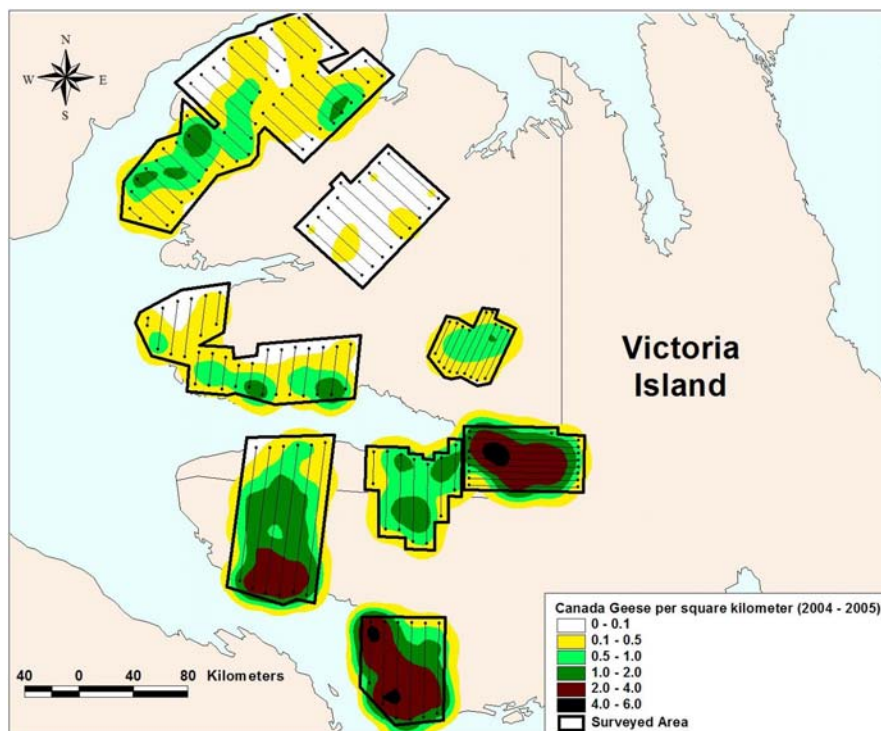 N
W E
S
Victoria
Island
Canada Geese per square kilometer (2004 - 2005)
0 - 0.1
0.1 - 0.5
0.5 - 1.0
1.0 - 2.0
2.0 - 4.0
4.0 - 6.0
Surveyed Area
40 0 40 80 Kilometers